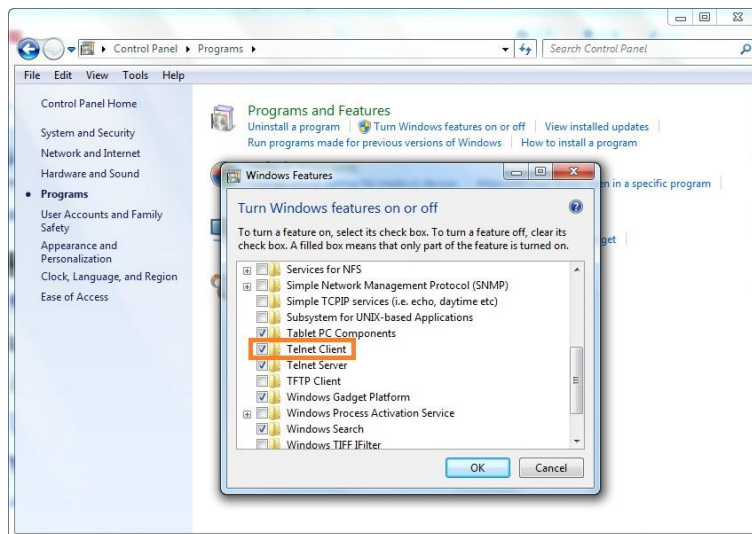 Control Panel ▸ Programs ▸
Search Control Panel
File Edit View Tools Help
Control Panel Home
System and Security
Network and Internet
Hardware and Sound
Programs
User Accounts and Family
Safety
Appearance and
Personalization
Clock, Language, and Region
Ease of Access
Programs and Features
Uninstall a program Turn Windows features on or off View installed updates
Run programs made for previous versions of Windows How to install a program
en in a specific program
get
Windows Features
Turn Windows features on or off
To turn a feature on, select its check box. To turn a feature off, clear its
check box. A filled box means that only part of the feature is turned on.
Services for NFS
Simple Network Management Protocol (SNMP)
Simple TCPIP services (i.e. echo, daytime etc)
Subsystem for UNIX-based Applications
Tablet PC Components
Telnet Client
Telnet Server
TFTP Client
Windows Gadget Platform
Windows Process Activation Service
Windows Search
Windows TIFF IFilter
OK Cancel